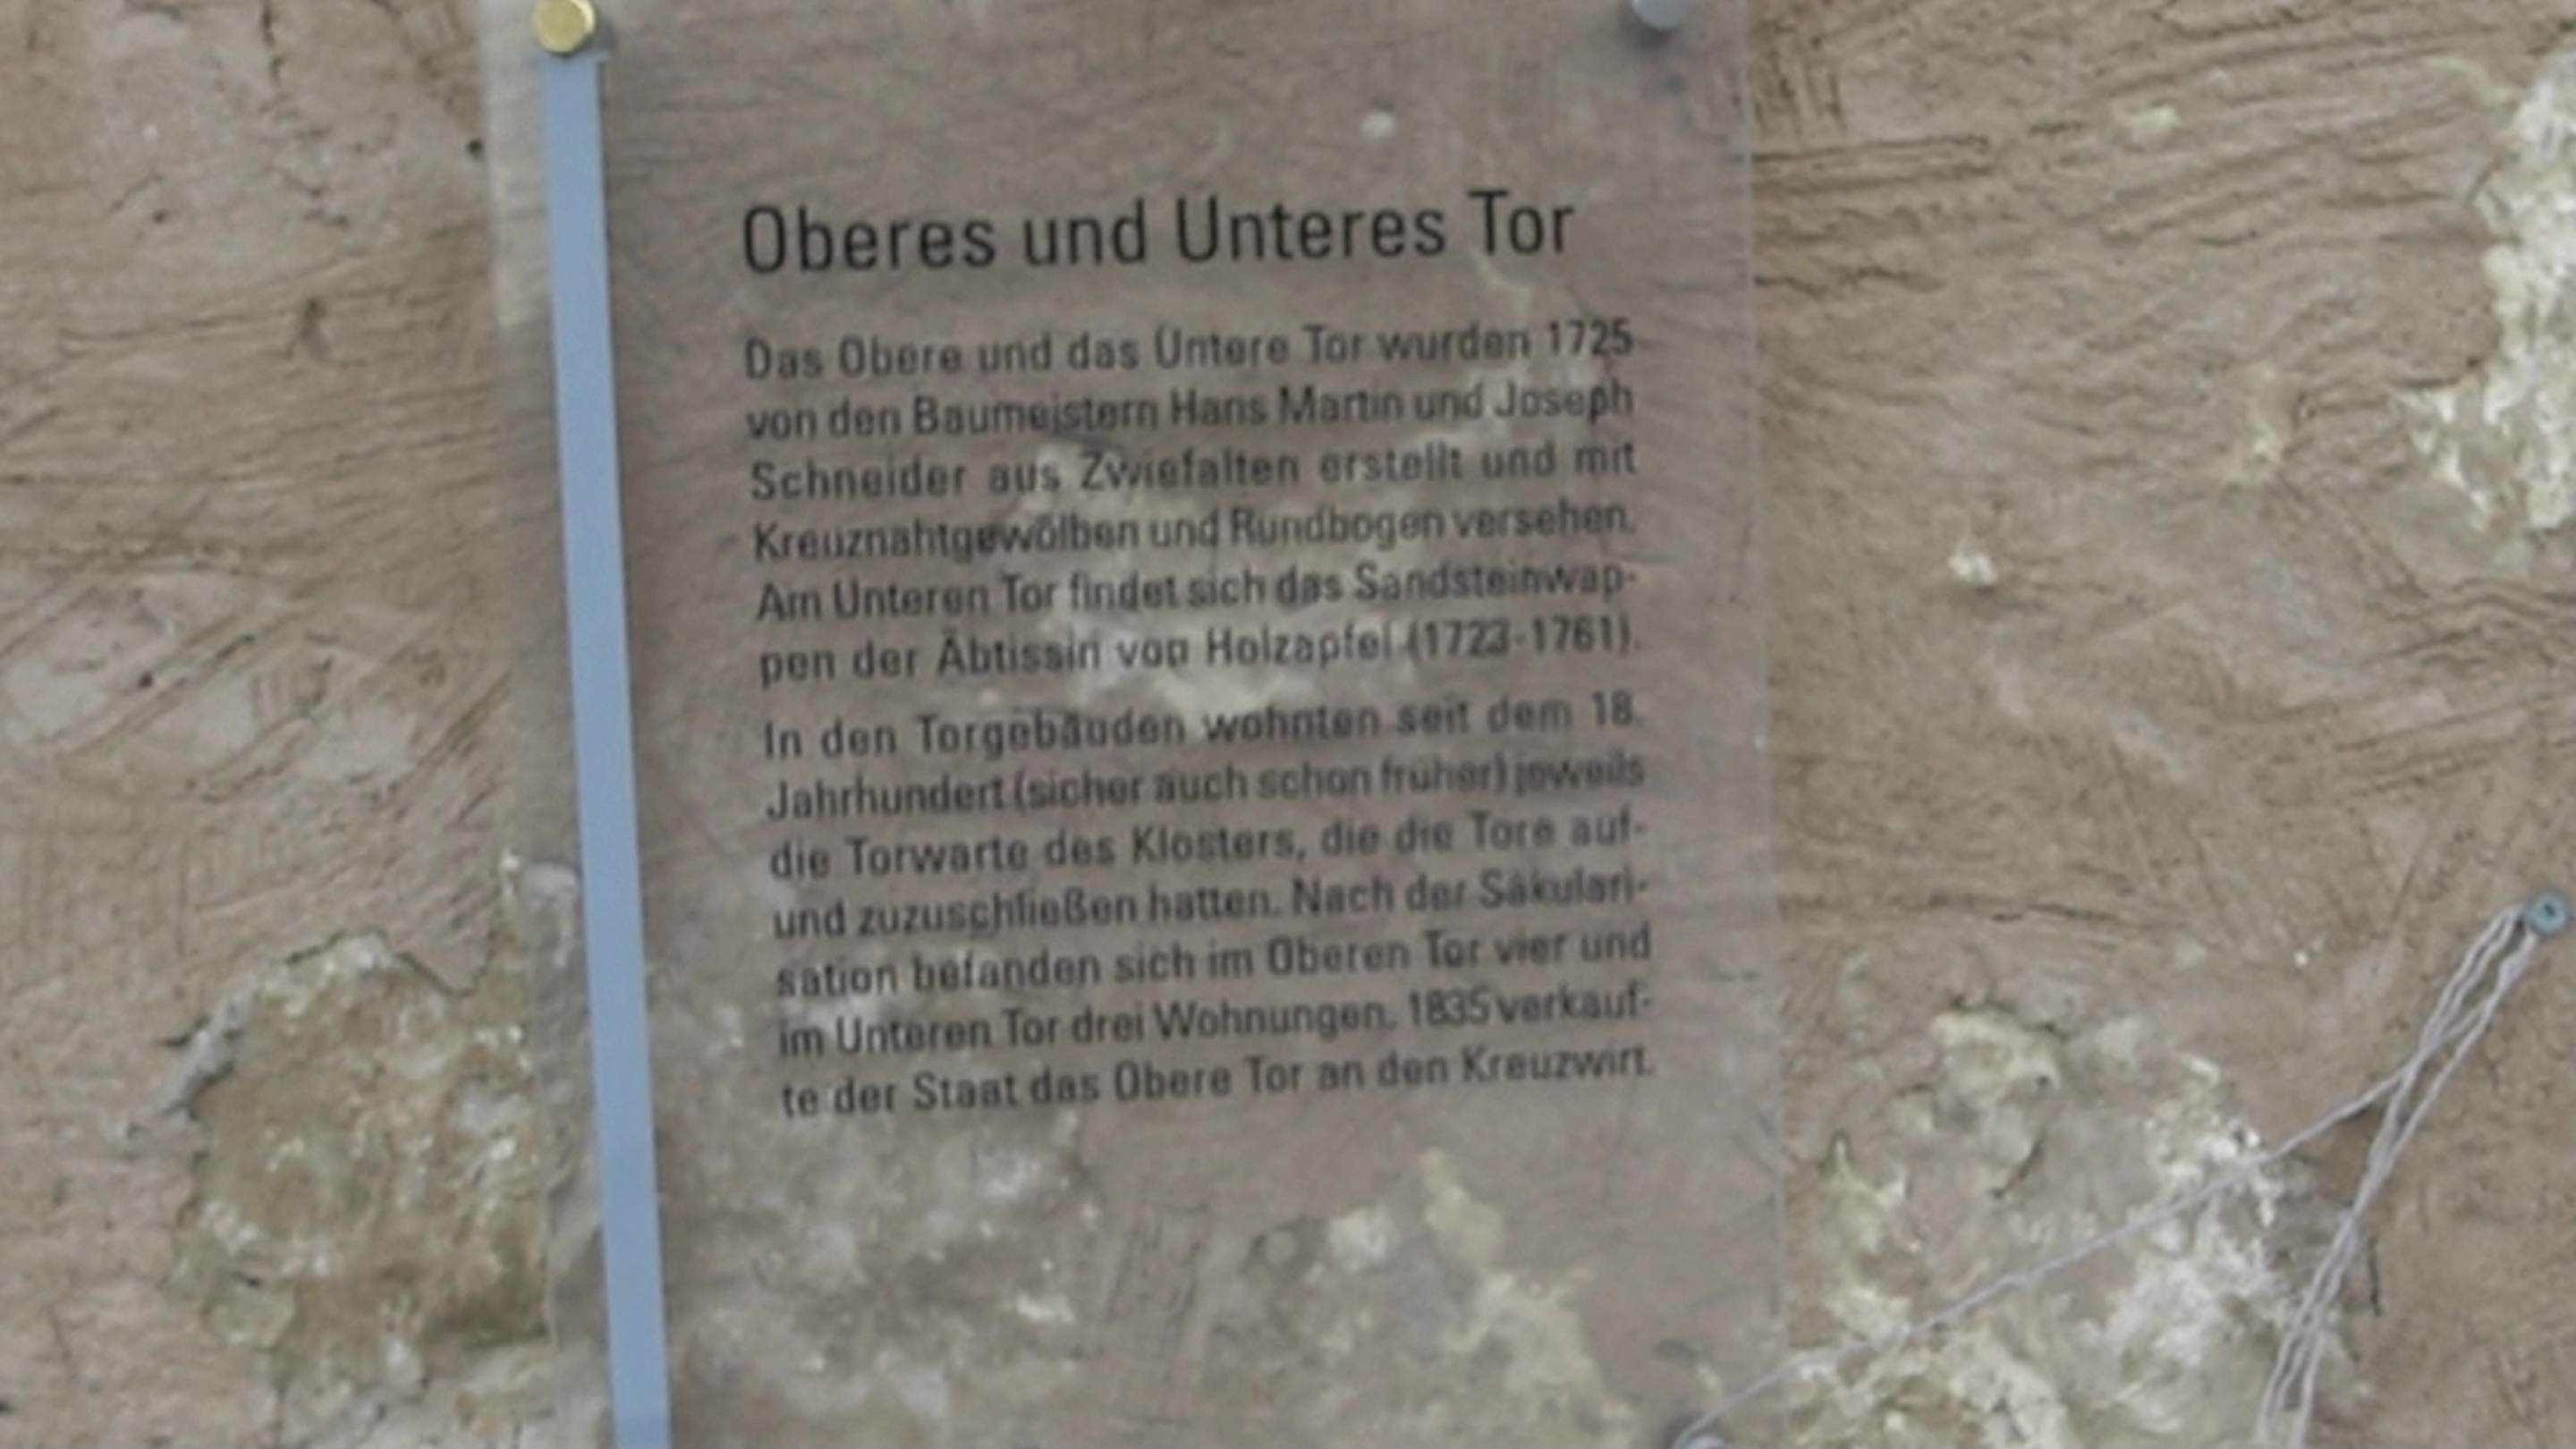 Oberes und Unteres Tor
Das Obere und das Untere Tor wurden 1725
von den Baumeistern Hans Martin und Joseph
Schneider aus Zwiefalten erstellt und mit
Kreuznahtgewölben und Rundbogen versehen.
Am Unteren Tor findet sich das Sandsteinwap-
pen der Äbtissin von Holzapfel (1723-1761).
In den Torgebäuden wohnten seit dem 18.
Jahrhundert (sicher auch schon früher) jeweils
die Torwarte des Klosters, die die Tore auf-
und zuzuschließen hatten. Nach der Säkulari-
sation befanden sich im Oberen Tor vier und
im Unteren Tor drei Wohnungen. 1835 verkauf-
te der Staat das Obere Tor an den Kreuzwirt.